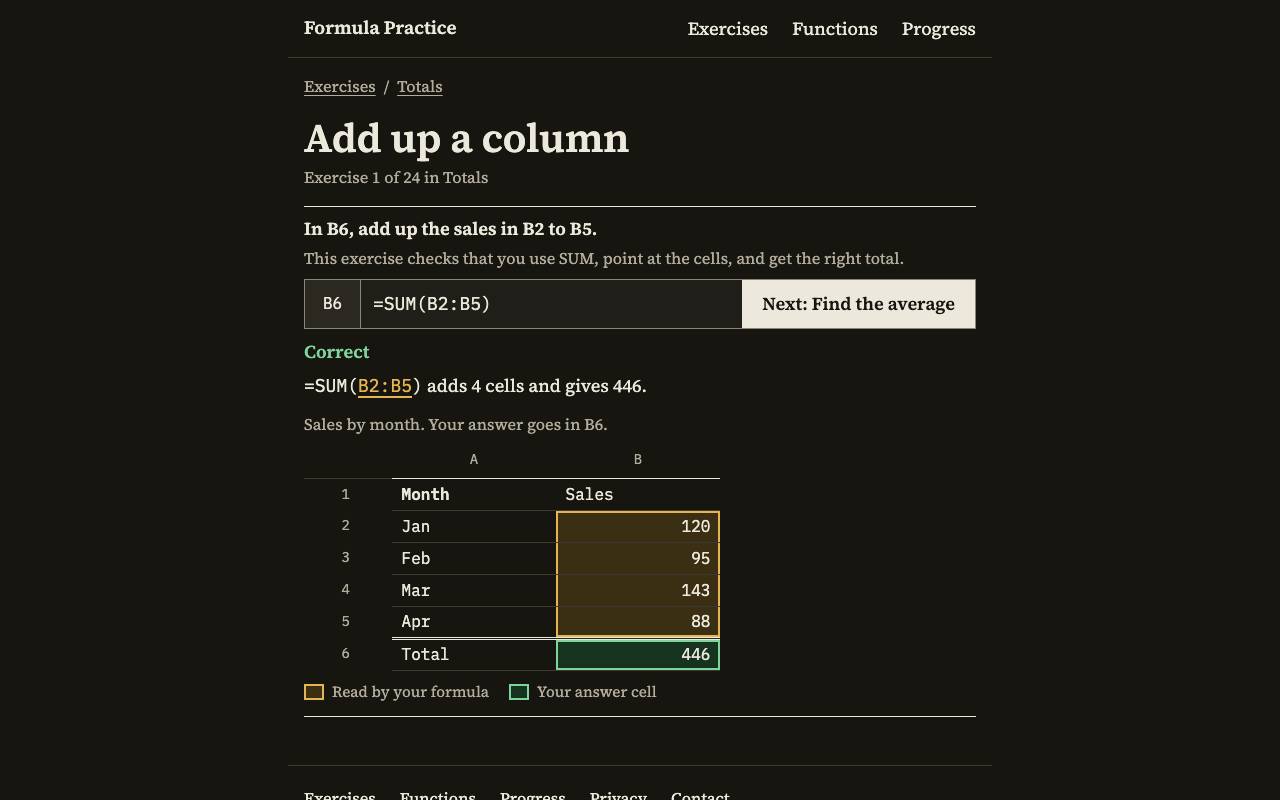 Formula Practice Exercises Functions Progress
Exercises / Totals
Add up a column
Exercise 1 of 24 in Totals
In B6, add up the sales in B2 to B5.
This exercise checks that you use SUM, point at the cells, and get the right total.
B6 =SUM(B2:B5) Next: Find the average
Correct
=SUM(B2:B5) adds 4 cells and gives 446.
Sales by month. Your answer goes in B6.
A B
1 Month Sales
2 Jan 120
3 Feb 95
4 Mar 143
5 Apr 88
6 Total 446
Read by your formula Your answer cell
Exercises Functions Progress Privacy Contact